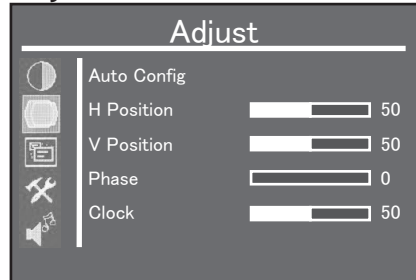 Adjust
Auto Config
H Position 50
V Position 50
Phase 0
Clock 50